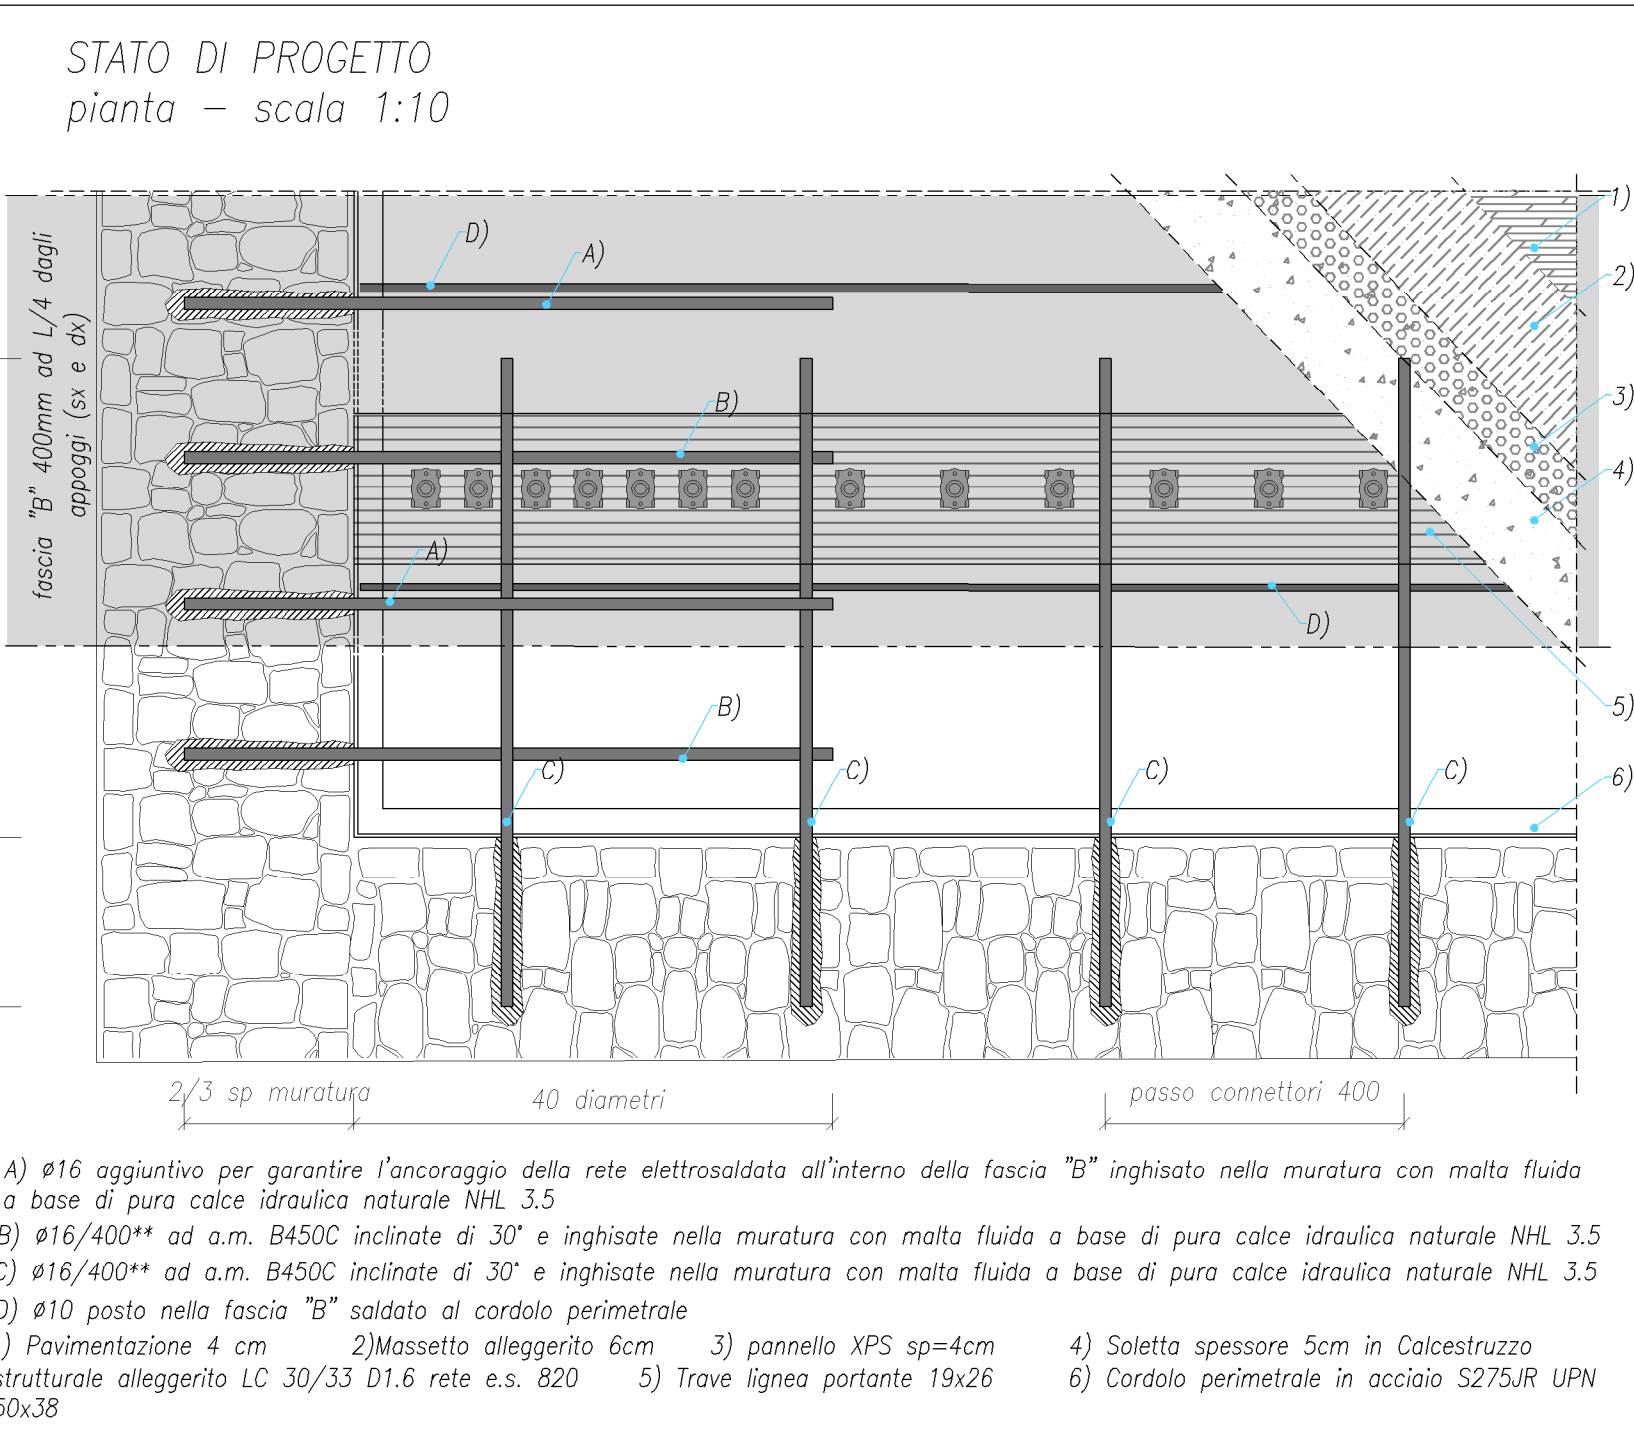 STATO DI PROGETTO
pianta – scala 1:10
fascia "B" 400mm ad L/4 dagli
appoggi (sx e dx)
D)
A)
B)
A)
D)
B)
C)
C)
C)
C)
1)
2)
3)
4)
5)
6)
2/3 sp muratura
40 diametri
passo connettori 400
A) ø16 aggiuntivo per garantire l'ancoraggio della rete elettrosaldata all'interno della fascia "B" inghisato nella muratura con malta fluida
a base di pura calce idraulica naturale NHL 3.5
B) ø16/400** ad a.m. B450C inclinate di 30° e inghisate nella muratura con malta fluida a base di pura calce idraulica naturale NHL 3.5
C) ø16/400** ad a.m. B450C inclinate di 30° e inghisate nella muratura con malta fluida a base di pura calce idraulica naturale NHL 3.5
D) ø10 posto nella fascia "B" saldato al cordolo perimetrale
) Pavimentazione 4 cm 2)Massetto alleggerito 6cm 3) pannello XPS sp=4cm 4) Soletta spessore 5cm in Calcestruzzo
strutturale alleggerito LC 30/33 D1.6 rete e.s. 820 5) Trave lignea portante 19x26 6) Cordolo perimetrale in acciaio S275JR UPN
50x38